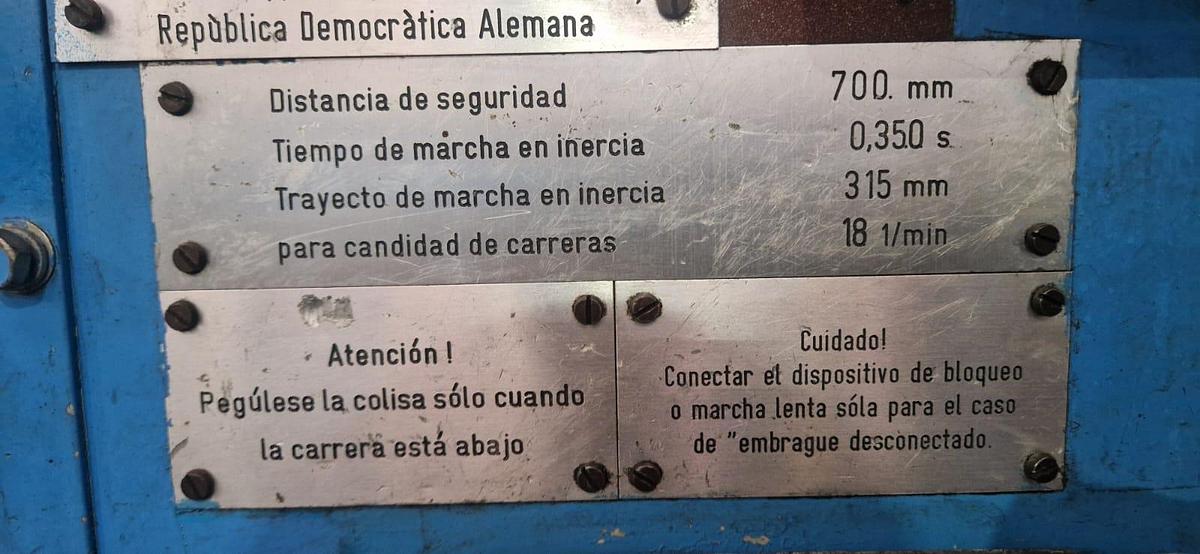 Repùblica Democràtica Alemana
Distancia de seguridad 700. mm
Tiempo de marcha en inercia 0,350 s
Trayecto de marcha en inercia 315 mm
para candidad de carreras 18 1/min
Atención !
Pegúlese la colisa sólo cuando
la carrera está abajo
Cuidado!
Conectar el dispositivo de bloqueo
o marcha lenta sóla para el caso
de "embrague desconectado.